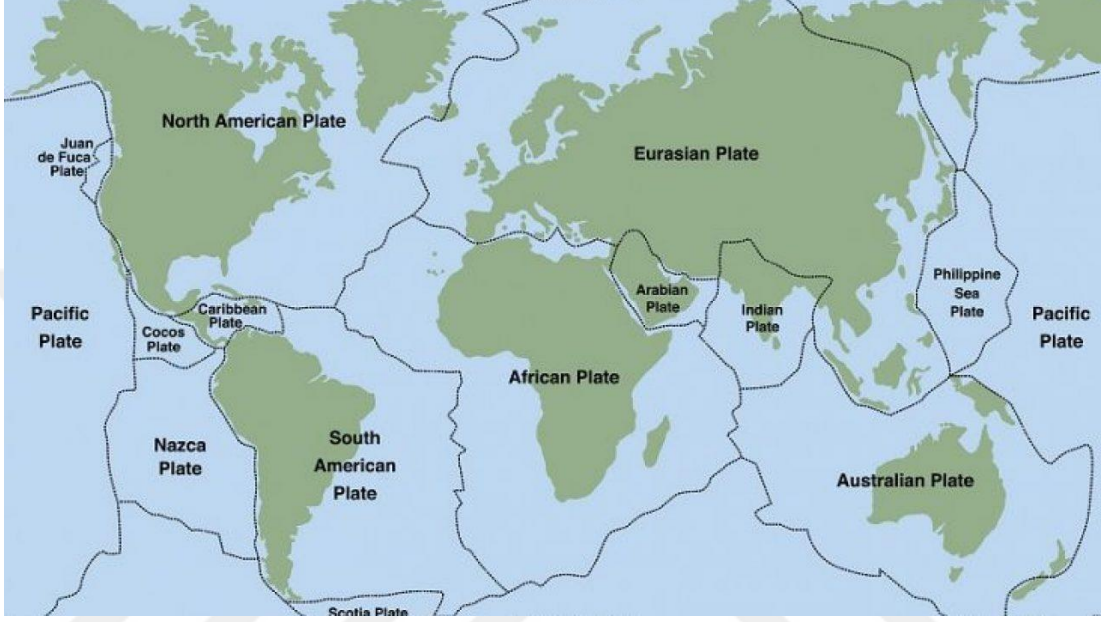 North American Plate
Juan
de Fuca
Plate
Eurasian Plate
Pacific
Plate
Caribbean
Plate
Cocos
Plate
Arabian
Plate
Indian
Plate
Philippine
Sea
Plate
Pacific
Plate
African Plate
Nazca
Plate
South
American
Plate
Australian Plate
Scotia Plate